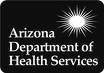 Arizona
Department of
Health Services